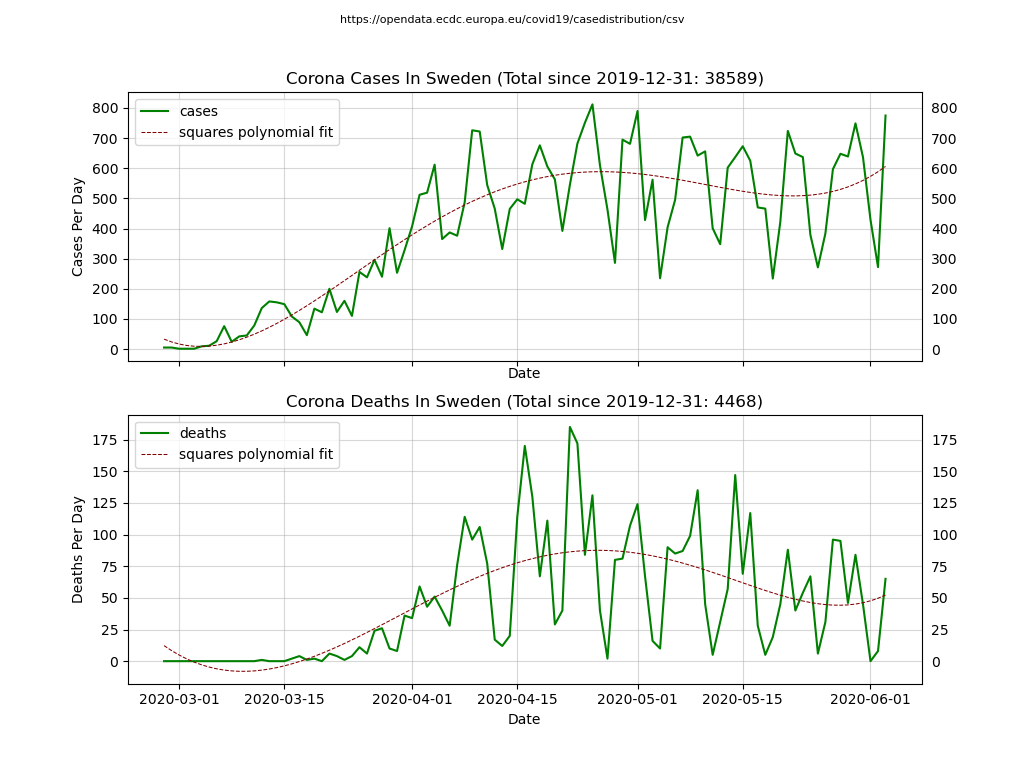 https://opendata.ecdc.europa.eu/covid19/casedistribution/csv
Corona Cases In Sweden (Total since 2019-12-31: 38589)
cases
squares polynomial fit
Cases Per Day
800
700
600
500
400
300
200
100
0
800
700
600
500
400
300
200
100
0
Date
Corona Deaths In Sweden (Total since 2019-12-31: 4468)
deaths
squares polynomial fit
Deaths Per Day
175
150
125
100
75
50
25
0
175
150
125
100
75
50
25
0
2020-03-01 2020-03-15 2020-04-01 2020-04-15 2020-05-01 2020-05-15 2020-06-01
Date